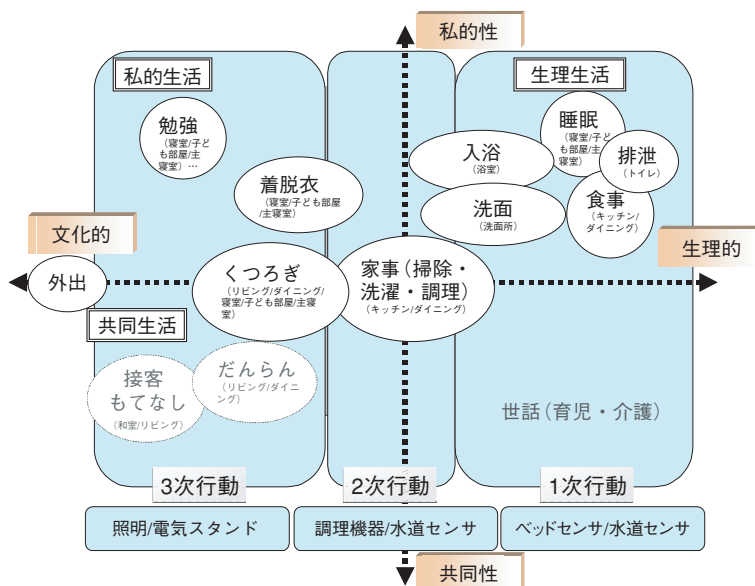 私的性
私的生活
生理生活
勉強
（寝室/子ど
も部屋/主
寝室）…
睡眠
（寝室/子ど
も部屋/主
寝室）
入浴
（浴室）
排泄
（トイレ）
着脱衣
（寝室/子ども部屋
/主寝室）
洗面
（洗面所）
食事
（キッチン/
ダイニング）
文化的
生理的
外出
くつろぎ
（リビング/ダイニング/
寝室/子ども部屋/主寝
室）
家事（掃除・
洗濯・調理）
（キッチン/ダイニング）
共同生活
接客
もてなし
（和室/リビング）
だんらん
（リビング/ダイニ
ング）
世話（育児・介護）
3次行動
2次行動
1次行動
照明/電気スタンド
調理機器/水道センサ
ベッドセンサ/水道センサ
共同性